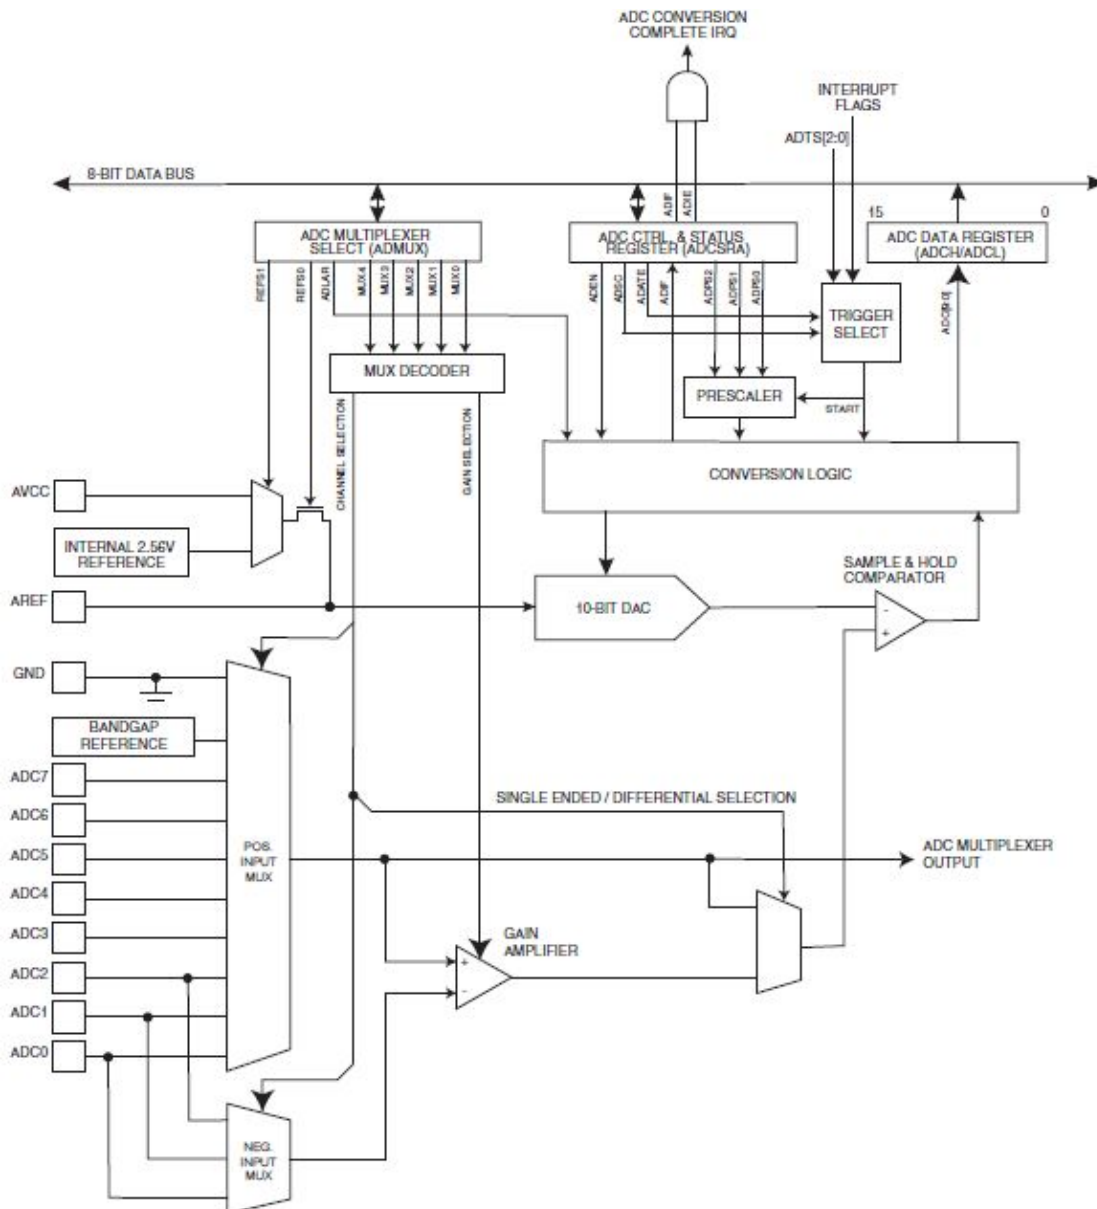 ADC CONVERSION
COMPLETE IRQ
INTERRUPT
FLAGS
ADTS[2:0]
8-BIT DATA BUS
ADIF
ADIE
15
0
ADC MULTIPLEXER
SELECT (ADMUX)
ADC CTRL. & STATUS
REGISTER (ADCSRA)
ADC DATA REGISTER
(ADCH/ADCL)
REFS1
REFS0
ADLAR
MUX4
MUX3
MUX2
MUX1
MUX0
ADEN
ADSC
ADATE
ADIF
ADPS2
ADPS1
ADPS0
ADC[9:0]
TRIGGER
SELECT
MUX DECODER
PRESCALER
START
CHANNEL SELECTION
GAIN SELECTION
CONVERSION LOGIC
AVCC
INTERNAL 2.56V
REFERENCE
SAMPLE & HOLD
COMPARATOR
AREF
10-BIT DAC
-
+
GND
BANDGAP
REFERENCE
ADC7
SINGLE ENDED / DIFFERENTIAL SELECTION
ADC6
ADC5
POS.
INPUT
MUX
ADC MULTIPLEXER
OUTPUT
ADC4
ADC3
GAIN
AMPLIFIER
+
-
ADC2
ADC1
ADC0
NEG.
INPUT
MUX